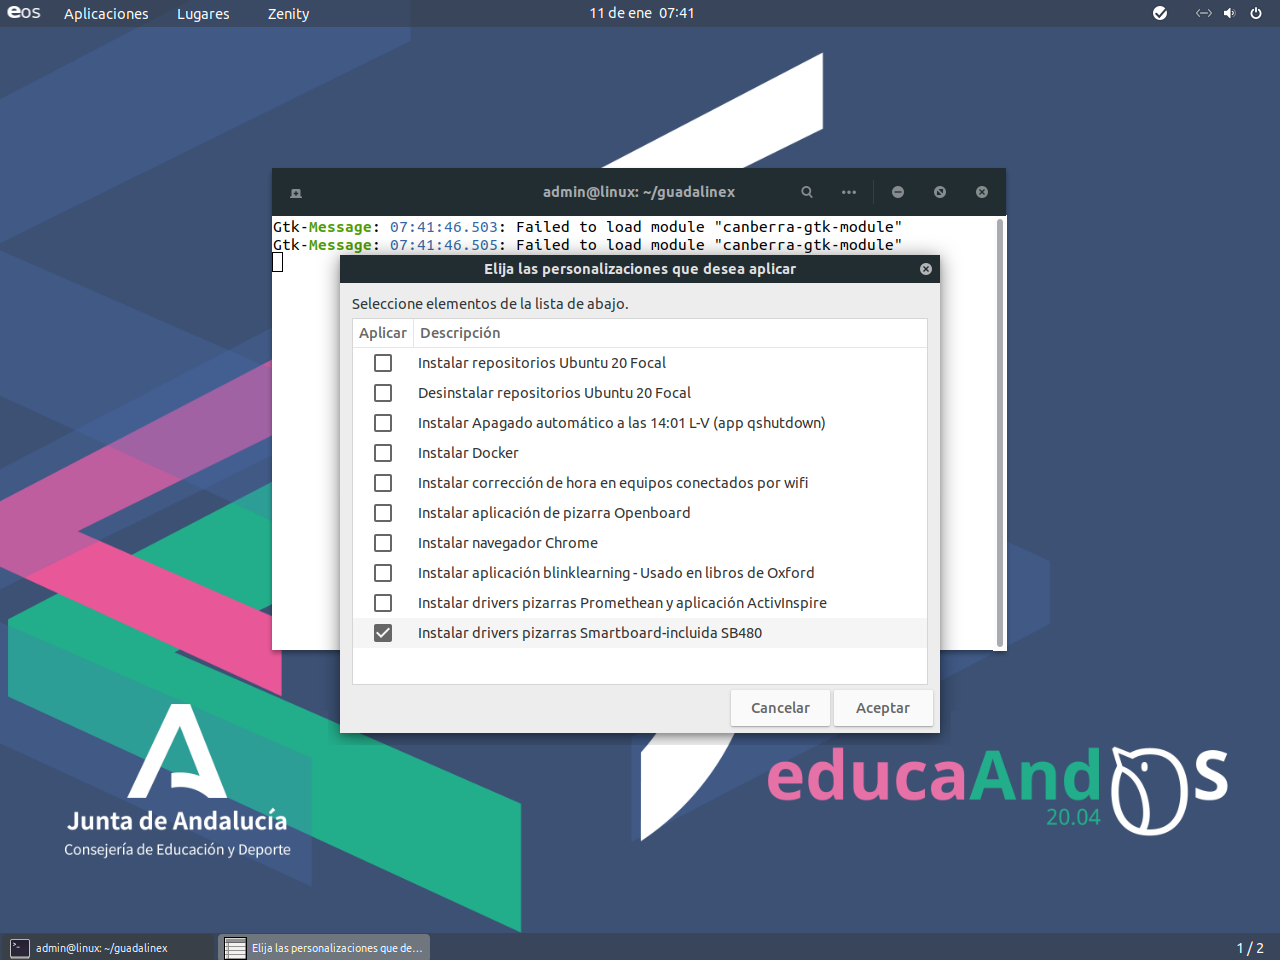 eos Aplicaciones Lugares Zenity 11 de ene 07:41
admin@linux: ~/guadalinex
Gtk-Message: 07:41:46.503: Failed to load module "canberra-gtk-module"
Gtk-Message: 07:41:46.505: Failed to load module "canberra-gtk-module"
Elija las personalizaciones que desea aplicar
Seleccione elementos de la lista de abajo.
Aplicar Descripción
Instalar repositorios Ubuntu 20 Focal
Desinstalar repositorios Ubuntu 20 Focal
Instalar Apagado automático a las 14:01 L-V (app qshutdown)
Instalar Docker
Instalar corrección de hora en equipos conectados por wifi
Instalar aplicación de pizarra Openboard
Instalar navegador Chrome
Instalar aplicación blinklearning - Usado en libros de Oxford
Instalar drivers pizarras Promethean y aplicación ActivInspire
Instalar drivers pizarras Smartboard-incluida SB480
Cancelar Aceptar
Junta de Andalucía
Consejería de Educación y Deporte
educaAndOS
20.04
admin@linux: ~/guadalinex Elija las personalizaciones que de... 1 / 2